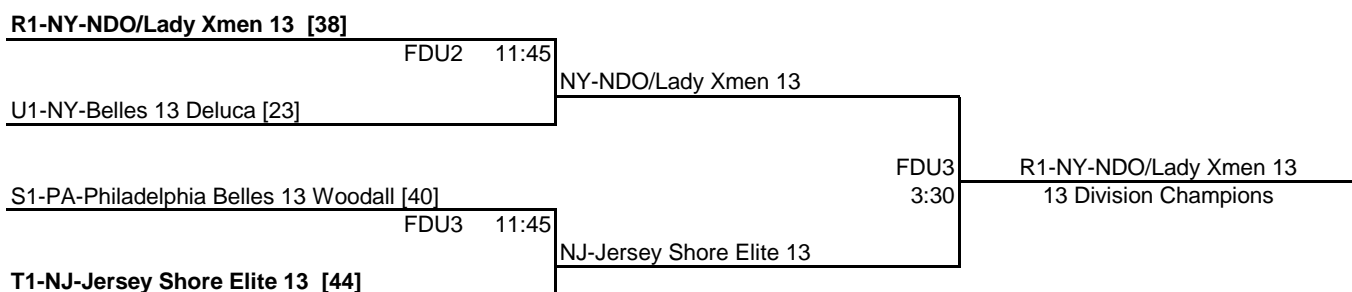 R1-NY-NDO/Lady Xmen 13 [38]
FDU2 11:45
NY-NDO/Lady Xmen 13
U1-NY-Belles 13 Deluca [23]
FDU3 R1-NY-NDO/Lady Xmen 13
S1-PA-Philadelphia Belles 13 Woodall [40] 3:30 13 Division Champions
FDU3 11:45
NJ-Jersey Shore Elite 13
T1-NJ-Jersey Shore Elite 13 [44]